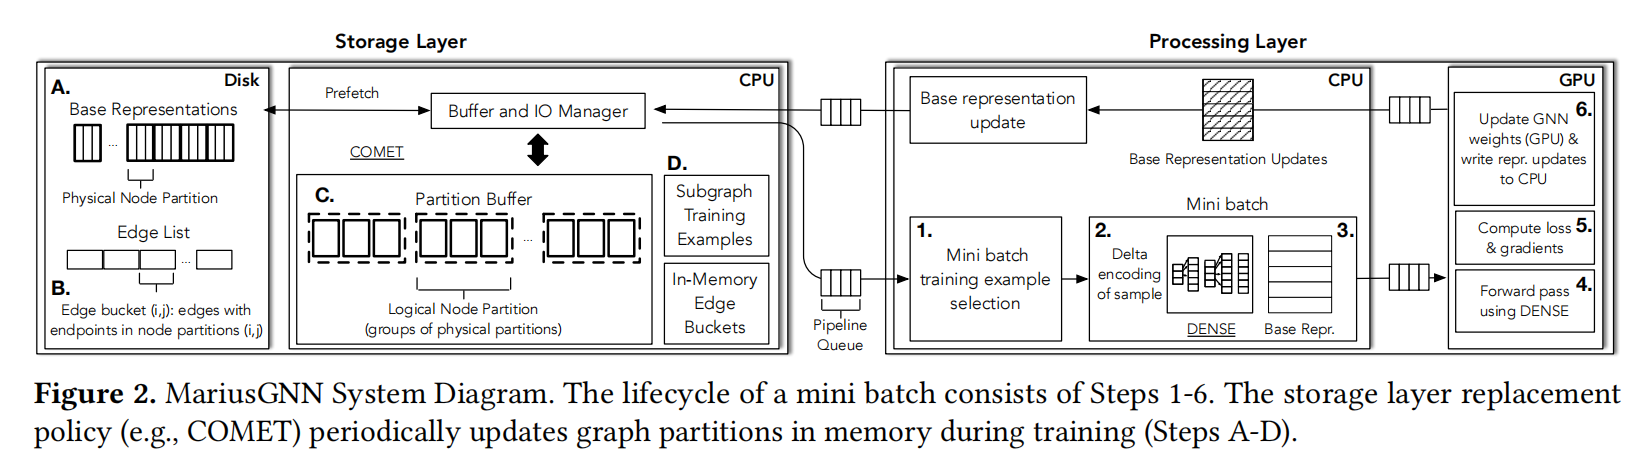 Storage Layer
Processing Layer
A.
Disk
Base Representations
...
Physical Node Partition
Edge List
...
B.
Edge bucket (i,j): edges with
endpoints in node partitions (i,j)
CPU
Prefetch
Buffer and IO Manager
COMET
C.
Partition Buffer
...
Logical Node Partition
(groups of physical partitions)
D.
Subgraph
Training
Examples
In-Memory
Edge
Buckets
Pipeline
Queue
CPU
Base representation
update
Base Representation Updates
1.
Mini batch
training example
selection
Mini batch
2.
Delta
encoding
of sample
DENSE
3.
Base Repr.
GPU
6.
Update GNN
weights (GPU) &
write repr. updates
to CPU
5.
Compute loss
& gradients
4.
Forward pass
using DENSE
Figure 2. MariusGNN System Diagram. The lifecycle of a mini batch consists of Steps 1-6. The storage layer replacement
policy (e.g., COMET) periodically updates graph partitions in memory during training (Steps A-D).